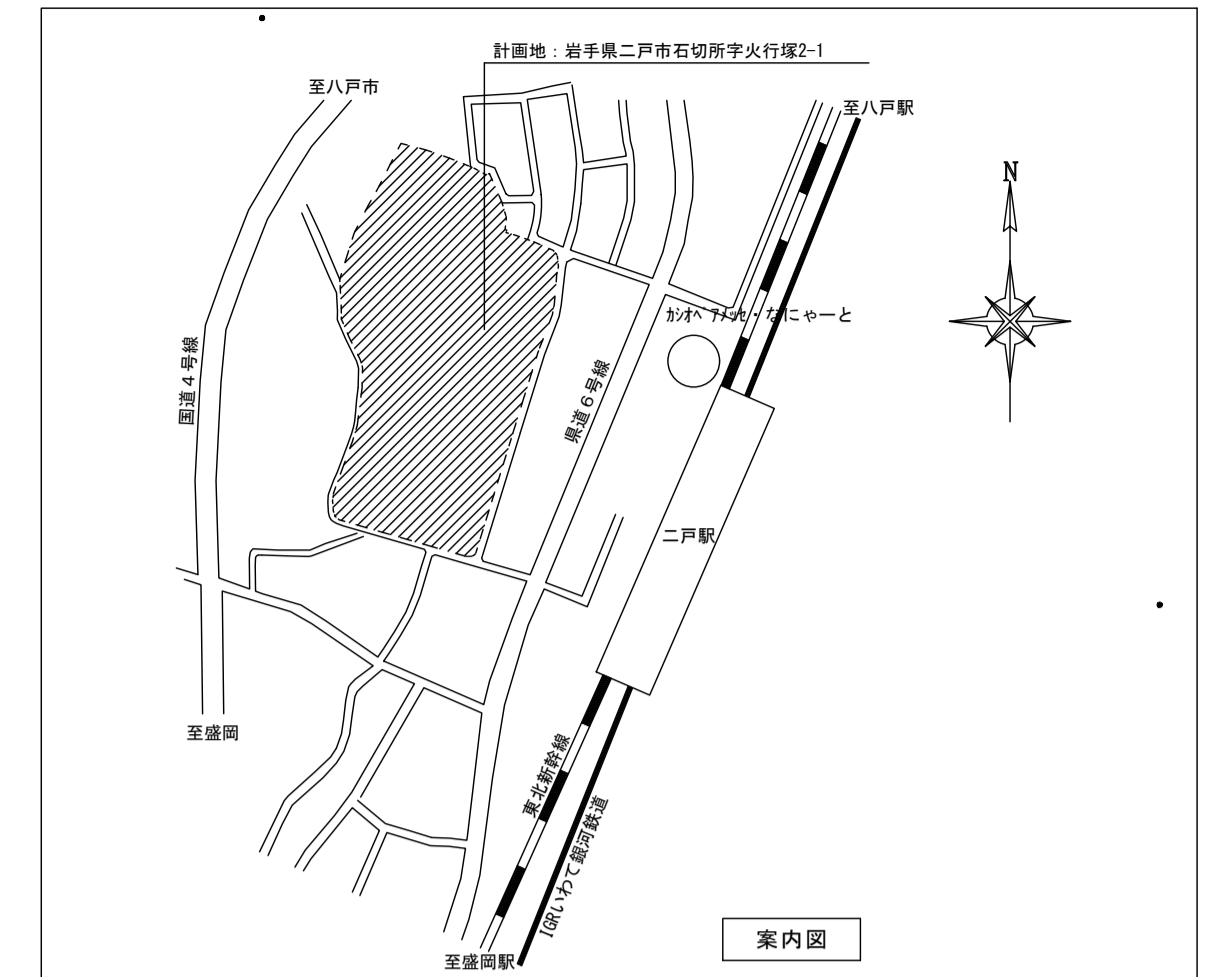 計画地：岩手県二戸市石切所字火行塚2-1
至八戸市
至八戸駅
N
ｶｼｵﾍﾟｱﾒｯｾ・なにゃーと
国道４号線
県道６号線
二戸駅
至盛岡
東北新幹線
IGRいわて銀河鉄道
案内図
至盛岡駅